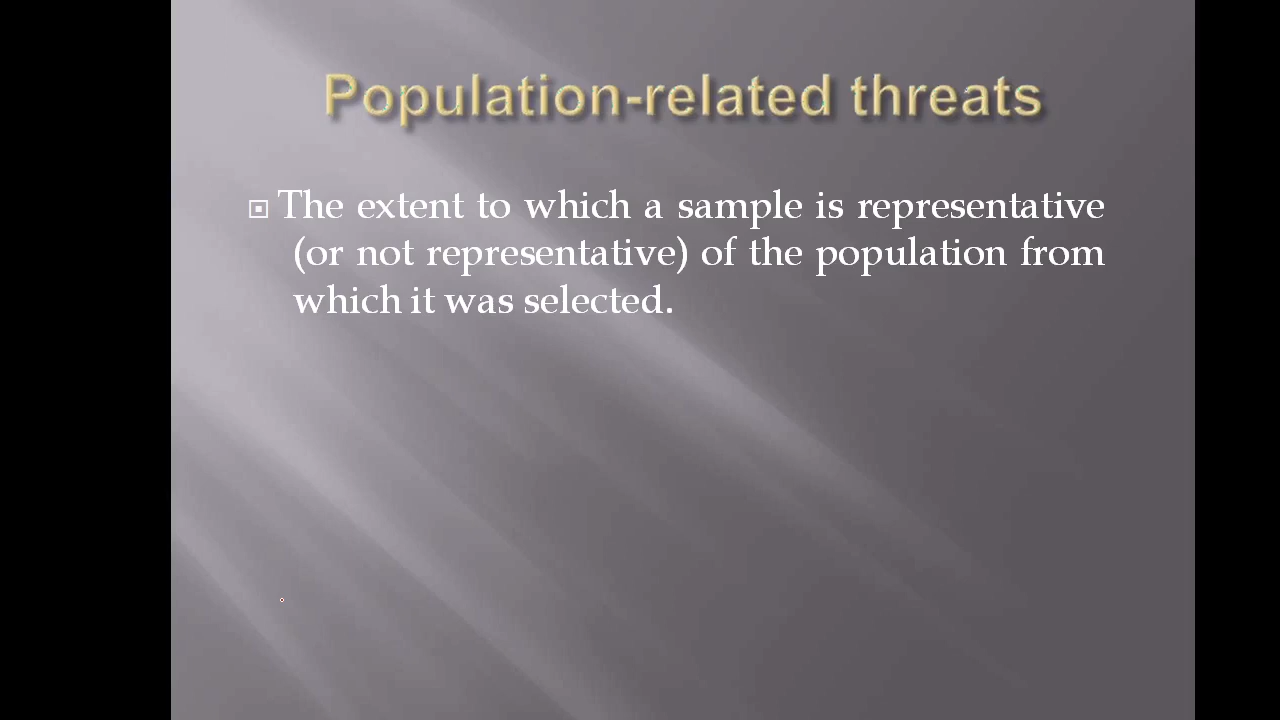 Population-related threats
The extent to which a sample is representative
(or not representative) of the population from
which it was selected.